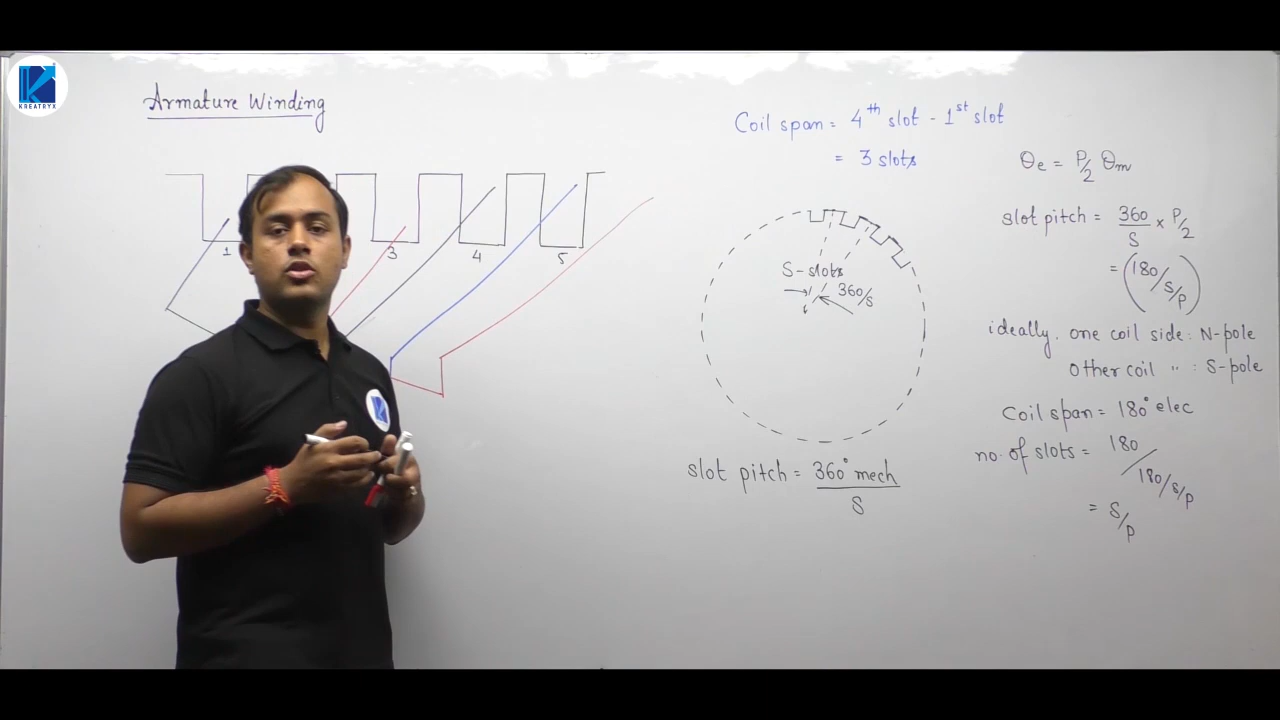 KREATRYX
Armature Winding
1 3 4 5
Coil span = 4th slot - 1st slot
= 3 slots
S-slots
360/s
slot pitch = 360° mech / S
θe = P/2 θm
slot pitch = 360/S × P/2
= (180/S/P)
ideally. one coil side: N-pole
other coil " : S-pole
coil span = 180° elec
no. of slots = 180/180/S/P
= S/P